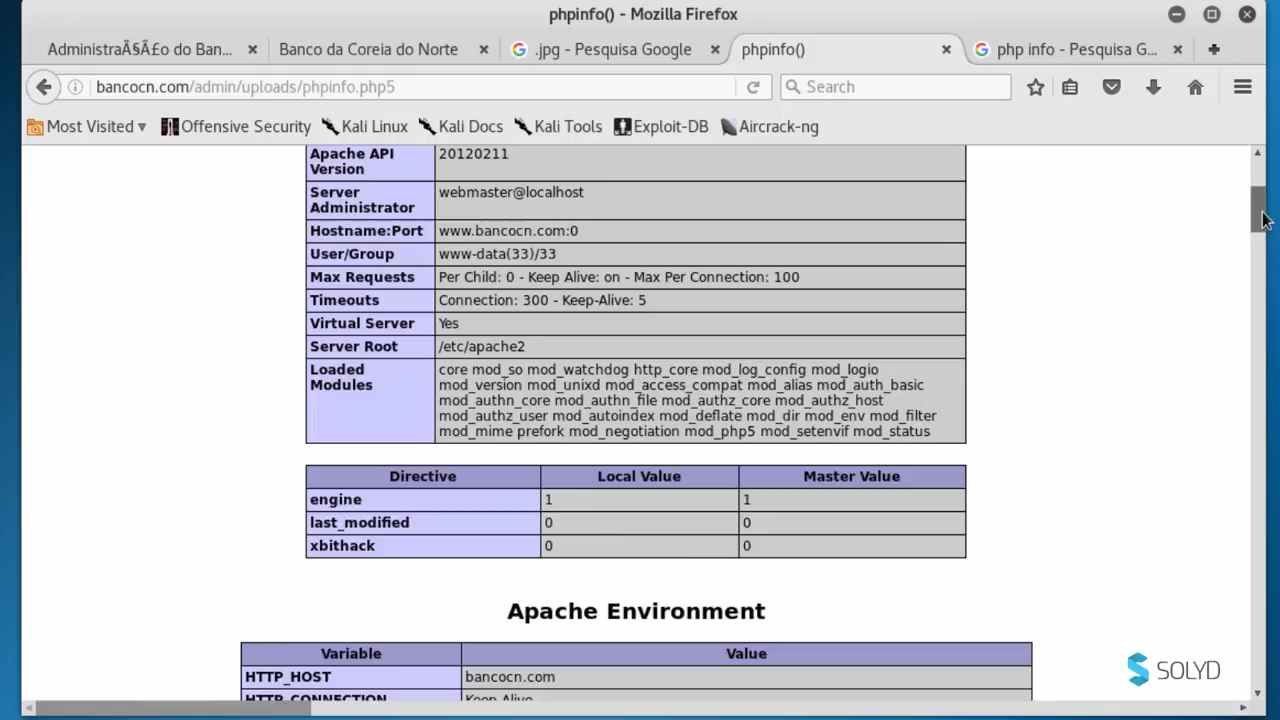 phpinfo() - Mozilla Firefox
AdministraÃ§Ã£o do Ban...
Banco da Coreia do Norte
.jpg - Pesquisa Google
phpinfo()
php info - Pesquisa G...
bancocn.com/admin/uploads/phpinfo.php5
Search
Most Visited
Offensive Security
Kali Linux
Kali Docs
Kali Tools
Exploit-DB
Aircrack-ng
Apache API Version 20120211
Server Administrator webmaster@localhost
Hostname:Port www.bancocn.com:0
User/Group www-data(33)/33
Max Requests Per Child: 0 - Keep Alive: on - Max Per Connection: 100
Timeouts Connection: 300 - Keep-Alive: 5
Virtual Server Yes
Server Root /etc/apache2
Loaded Modules
core mod_so mod_watchdog http_core mod_log_config mod_logio
mod_version mod_unixd mod_access_compat mod_alias mod_auth_basic
mod_authn_core mod_authn_file mod_authz_core mod_authz_host
mod_authz_user mod_autoindex mod_deflate mod_dir mod_env mod_filter
mod_mime prefork mod_negotiation mod_php5 mod_setenvif mod_status
Directive Local Value Master Value
engine 1 1
last_modified 0 0
xbithack 0 0
Apache Environment
Variable Value
HTTP_HOST bancocn.com
HTTP_CONNECTION Keep-Alive
SOLYD